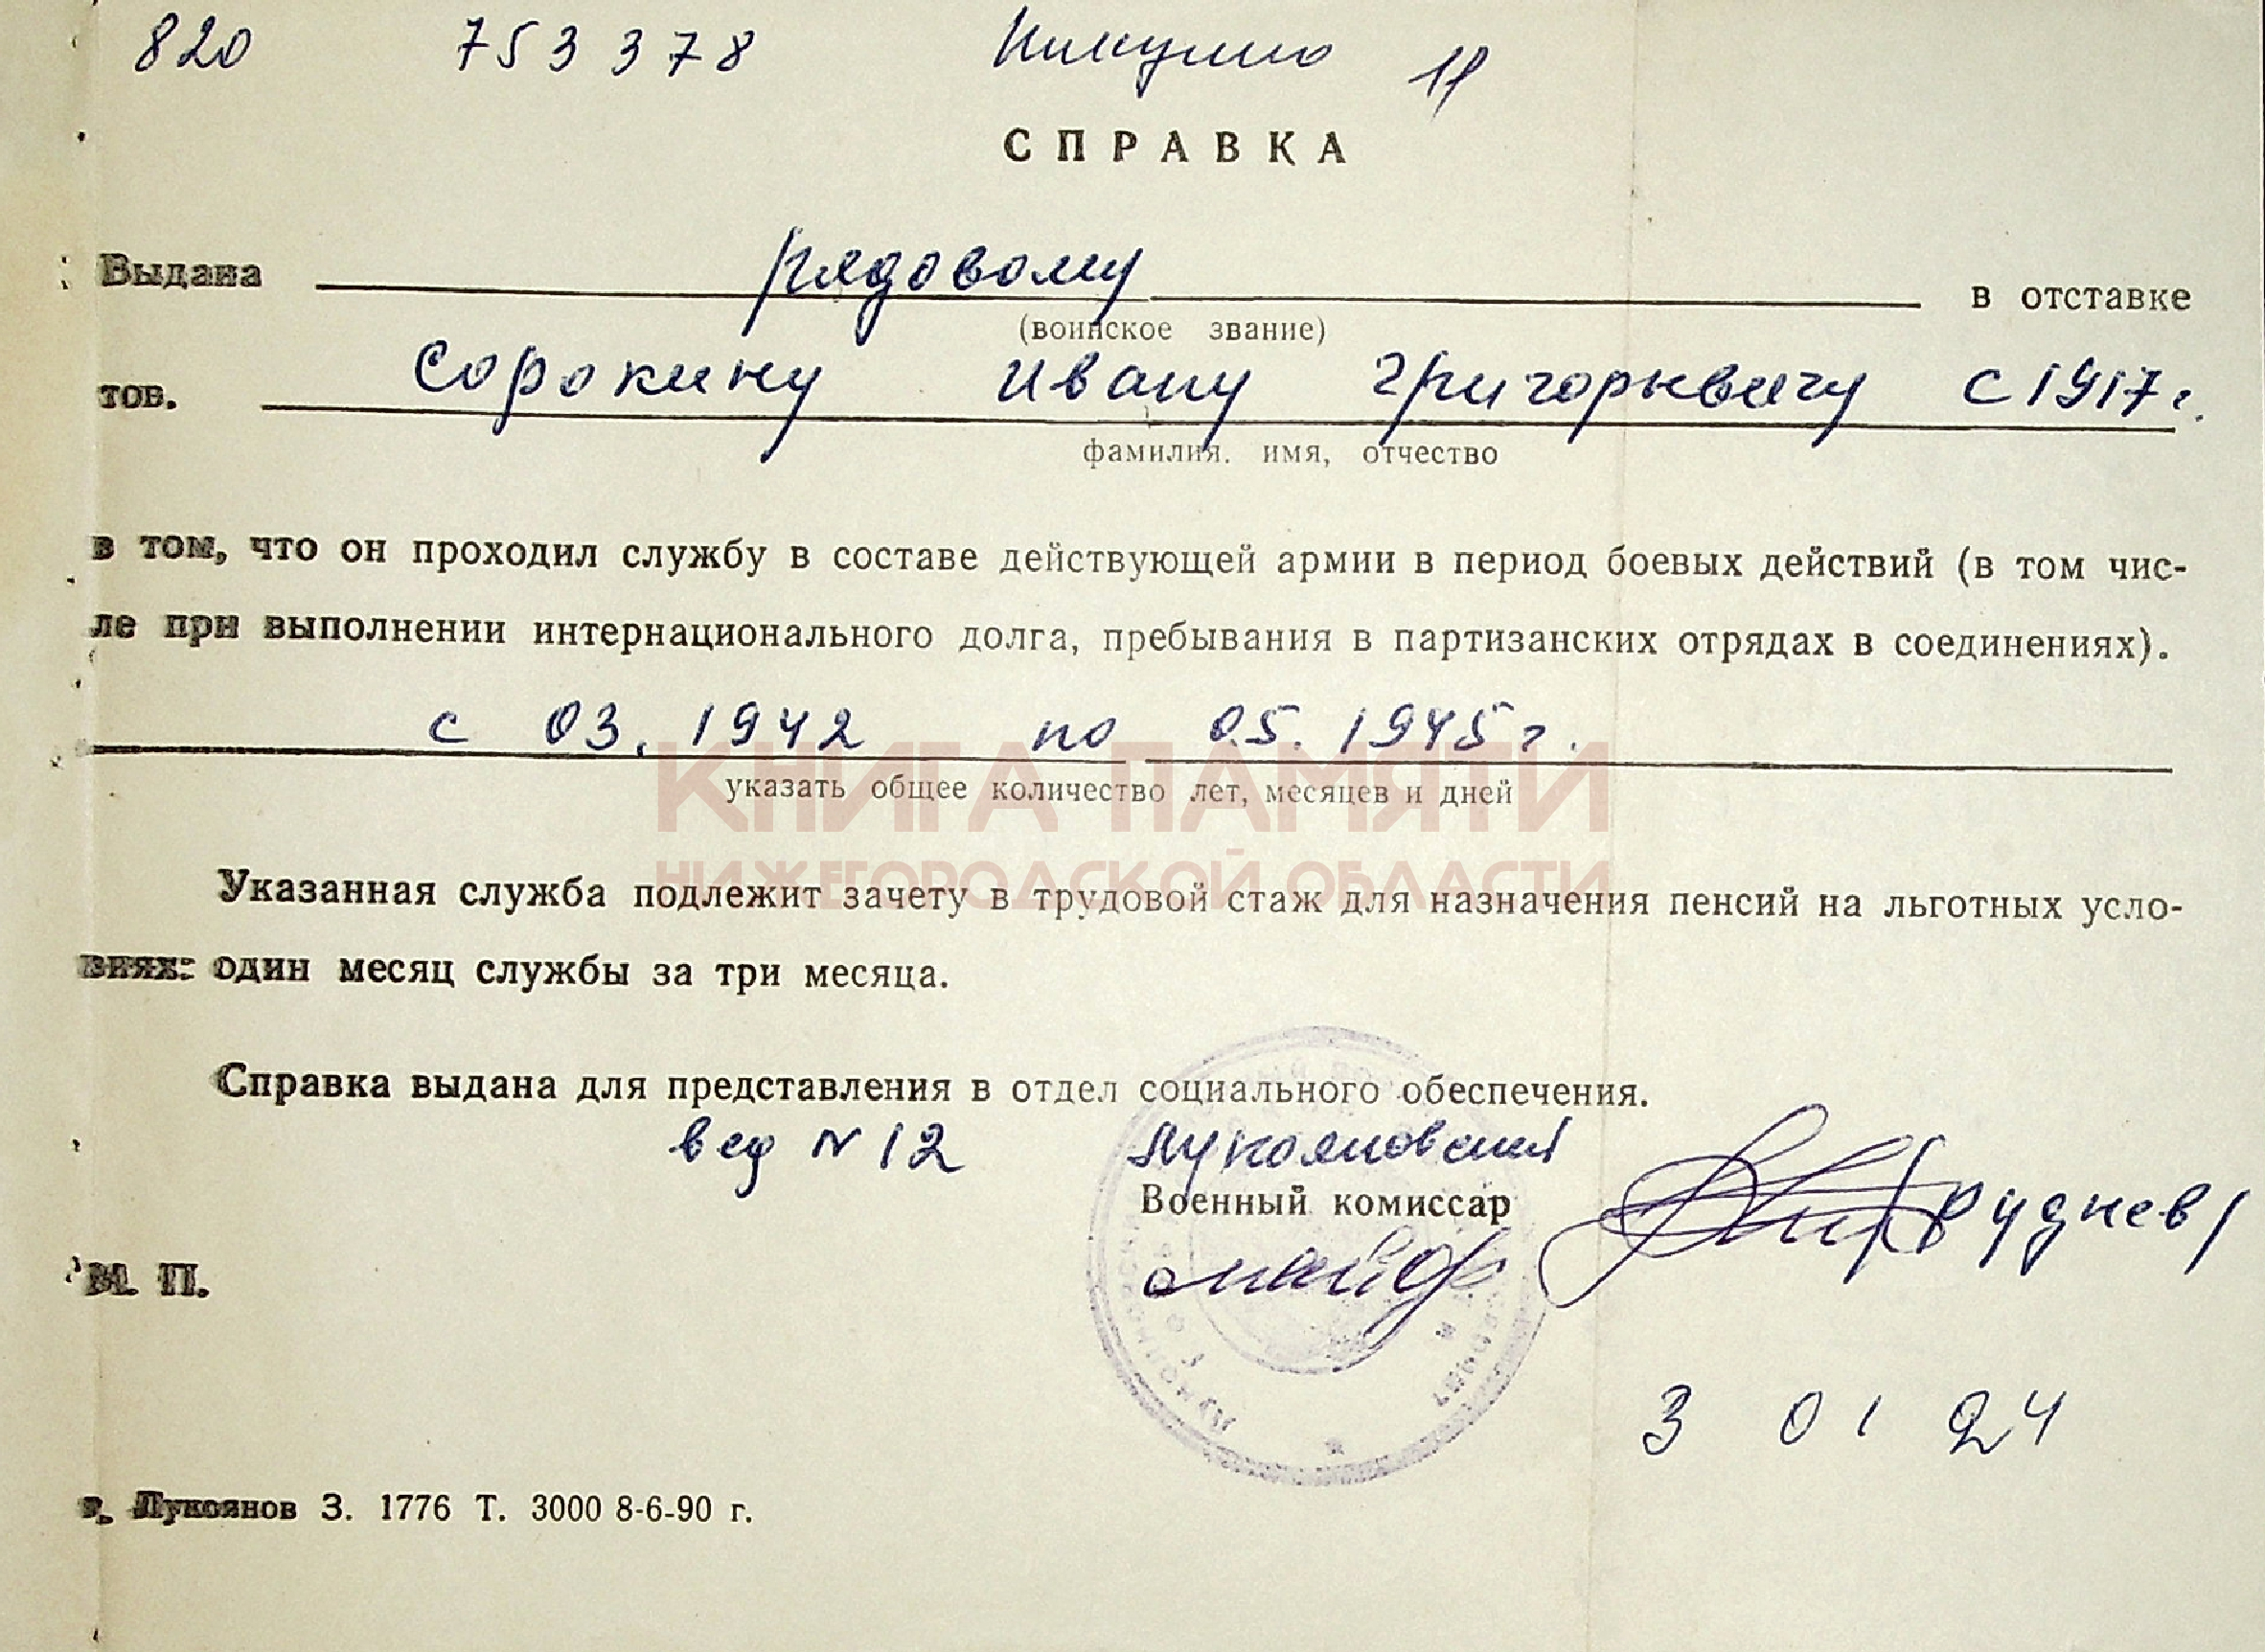 820 753378 Никулино
СПРАВКА
Выдана рядовому в отставке
(воинское звание)
тов. Сорокину Ивану Григорьевичу с 1917г.
фамилия. имя, отчество
в том, что он проходил службу в составе действующей армии в период боевых действий (в том чис-
ле при выполнении интернационального долга, пребывания в партизанских отрядах в соединениях).
с 03. 1942 по 05. 1945г.
указать общее количество лет, месяцев и дней
КНИГА ПАМЯТИ
НИЖЕГОРОДСКОЙ ОБЛАСТИ
Указанная служба подлежит зачету в трудовой стаж для назначения пенсий на льготных усло-
виях: один месяц службы за три месяца.
Справка выдана для представления в отдел социального обеспечения.
вед N 12 Лукояновский
Военный комиссар Руднев
майор
М. П.
3 01 24
г. Лукоянов З. 1776 Т. 3000 8-6-90 г.